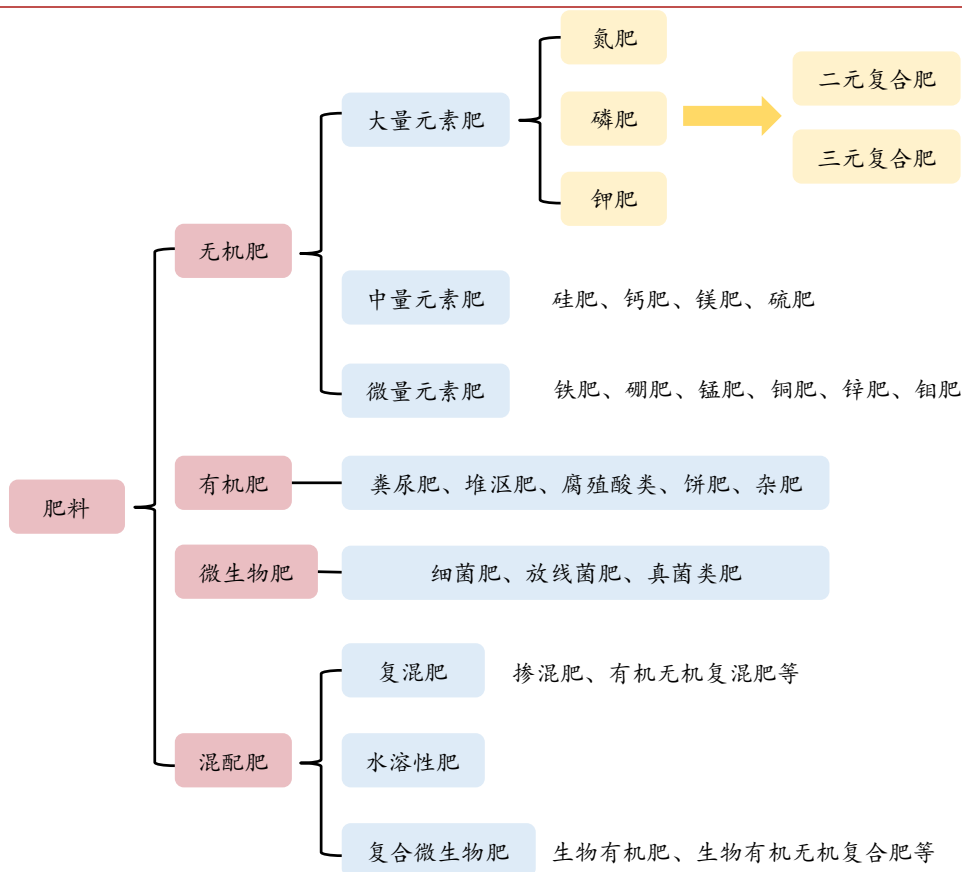 氮肥
二元复合肥
大量元素肥
磷肥
三元复合肥
钾肥
无机肥
中量元素肥
硅肥、钙肥、镁肥、硫肥
微量元素肥
铁肥、硼肥、锰肥、铜肥、锌肥、钼肥
肥料
有机肥
粪尿肥、堆沤肥、腐殖酸类、饼肥、杂肥
微生物肥
细菌肥、放线菌肥、真菌类肥
复混肥
掺混肥、有机无机复混肥等
混配肥
水溶性肥
复合微生物肥
生物有机肥、生物有机无机复合肥等